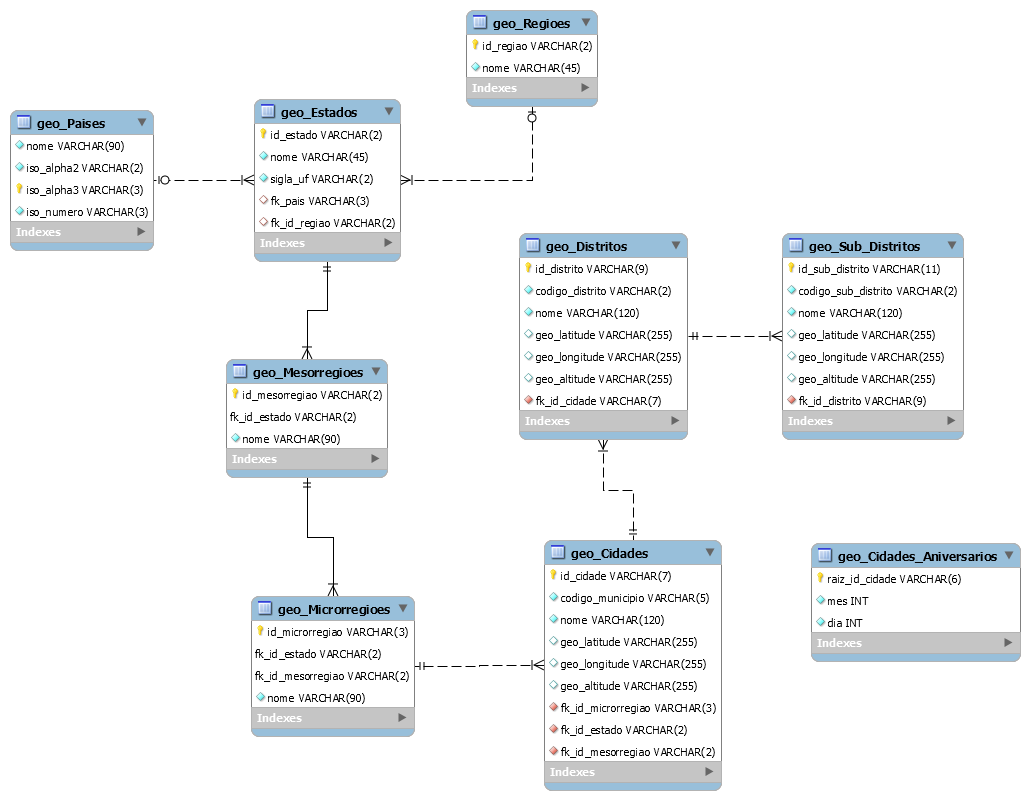 geo_Regioes
id_regiao VARCHAR(2)
nome VARCHAR(45)
Indexes
geo_Paises
nome VARCHAR(90)
iso_alpha2 VARCHAR(2)
iso_alpha3 VARCHAR(3)
iso_numero VARCHAR(3)
Indexes
geo_Estados
id_estado VARCHAR(2)
nome VARCHAR(45)
sigla_uf VARCHAR(2)
fk_pais VARCHAR(3)
fk_id_regiao VARCHAR(2)
Indexes
geo_Distritos
id_distrito VARCHAR(9)
codigo_distrito VARCHAR(2)
nome VARCHAR(120)
geo_latitude VARCHAR(255)
geo_longitude VARCHAR(255)
geo_altitude VARCHAR(255)
fk_id_cidade VARCHAR(7)
Indexes
geo_Sub_Distritos
id_sub_distrito VARCHAR(11)
codigo_sub_distrito VARCHAR(2)
nome VARCHAR(120)
geo_latitude VARCHAR(255)
geo_longitude VARCHAR(255)
geo_altitude VARCHAR(255)
fk_id_distrito VARCHAR(9)
Indexes
geo_Mesorregioes
id_mesorregiao VARCHAR(2)
fk_id_estado VARCHAR(2)
nome VARCHAR(90)
Indexes
geo_Microrregioes
id_microrregiao VARCHAR(3)
fk_id_estado VARCHAR(2)
fk_id_mesorregiao VARCHAR(2)
nome VARCHAR(90)
Indexes
geo_Cidades
id_cidade VARCHAR(7)
codigo_municipio VARCHAR(5)
nome VARCHAR(120)
geo_latitude VARCHAR(255)
geo_longitude VARCHAR(255)
geo_altitude VARCHAR(255)
fk_id_microrregiao VARCHAR(3)
fk_id_estado VARCHAR(2)
fk_id_mesorregiao VARCHAR(2)
Indexes
geo_Cidades_Aniversarios
raiz_id_cidade VARCHAR(6)
mes INT
dia INT
Indexes